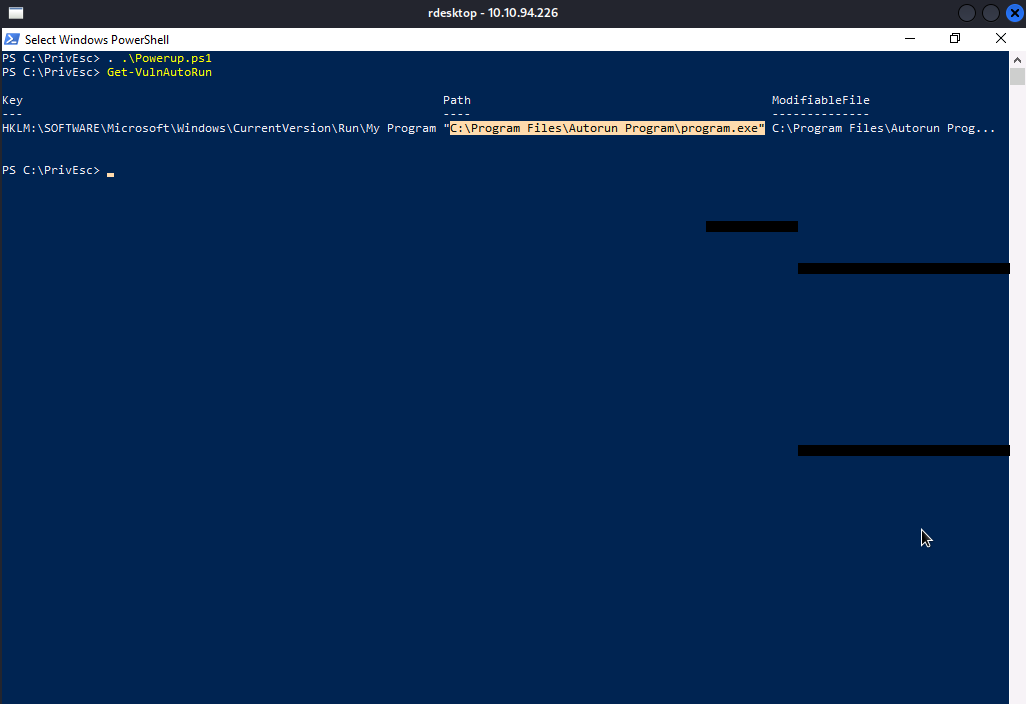 rdesktop - 10.10.94.226
Select Windows PowerShell
PS C:\PrivEsc> . .\Powerup.ps1
PS C:\PrivEsc> Get-VulnAutoRun
Key Path ModifiableFile
--- ---- --------------
HKLM:\SOFTWARE\Microsoft\Windows\CurrentVersion\Run\My Program "C:\Program Files\Autorun Program\program.exe" C:\Program Files\Autorun Prog...
PS C:\PrivEsc>